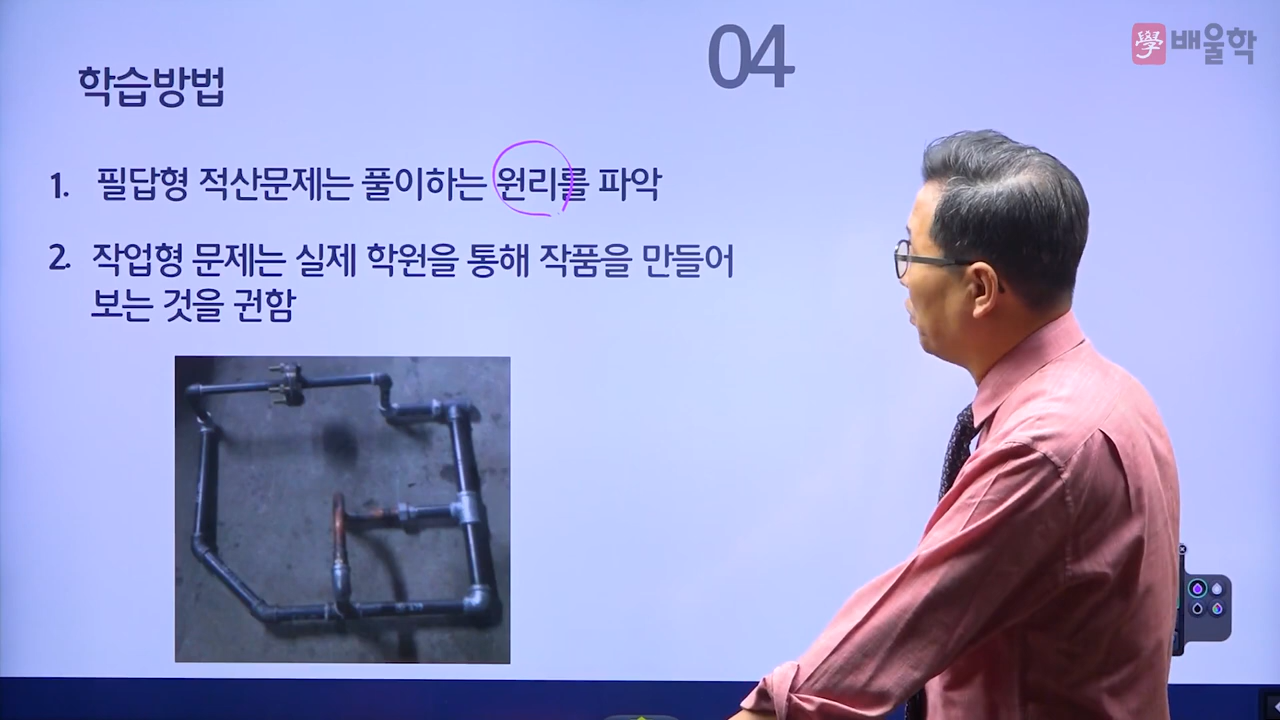 04
學 배울학
학습방법
1. 필답형 적산문제는 풀이하는 원리를 파악
2. 작업형 문제는 실제 학원을 통해 작품을 만들어
보는 것을 권함